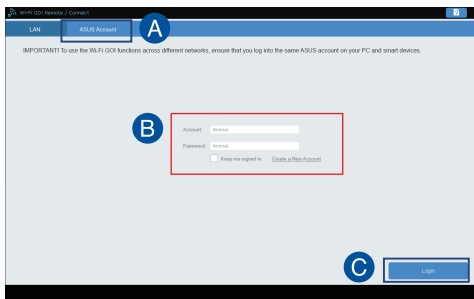 Wi-Fi GO! Remote / Connect
?
LAN
ASUS Account
A
IMPORTANT! To use the Wi-Fi GO! functions across different networks, ensure that you log into the same ASUS account on your PC and smart devices.
B
Account: Normal
Password: Normal
Keep me signed in Create a New Account
C
Login